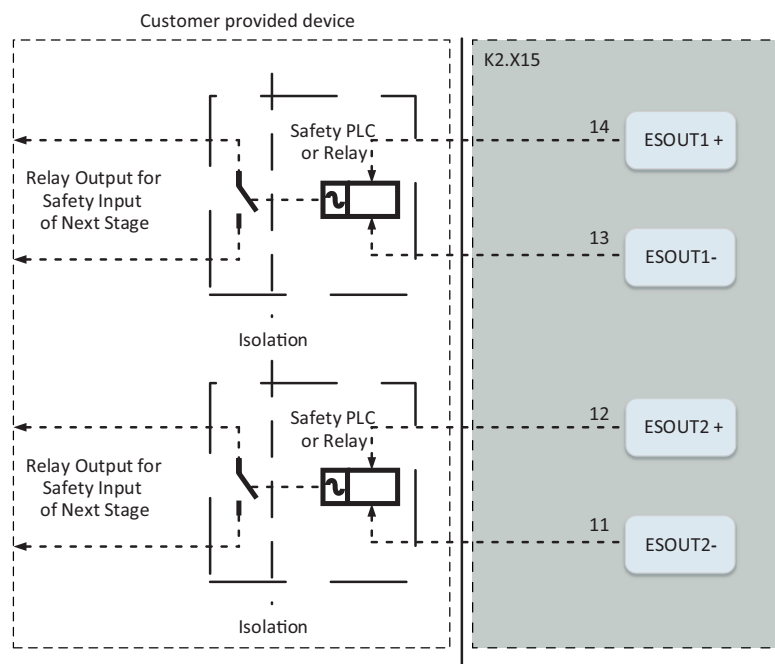 Customer provided device
K2.X15
Safety PLC
or Relay
14
ESOUT1 +
Relay Output for
Safety Input
of Next Stage
13
ESOUT1-
Isolation
Safety PLC
or Relay
12
ESOUT2 +
Relay Output for
Safety Input
of Next Stage
11
ESOUT2-
Isolation